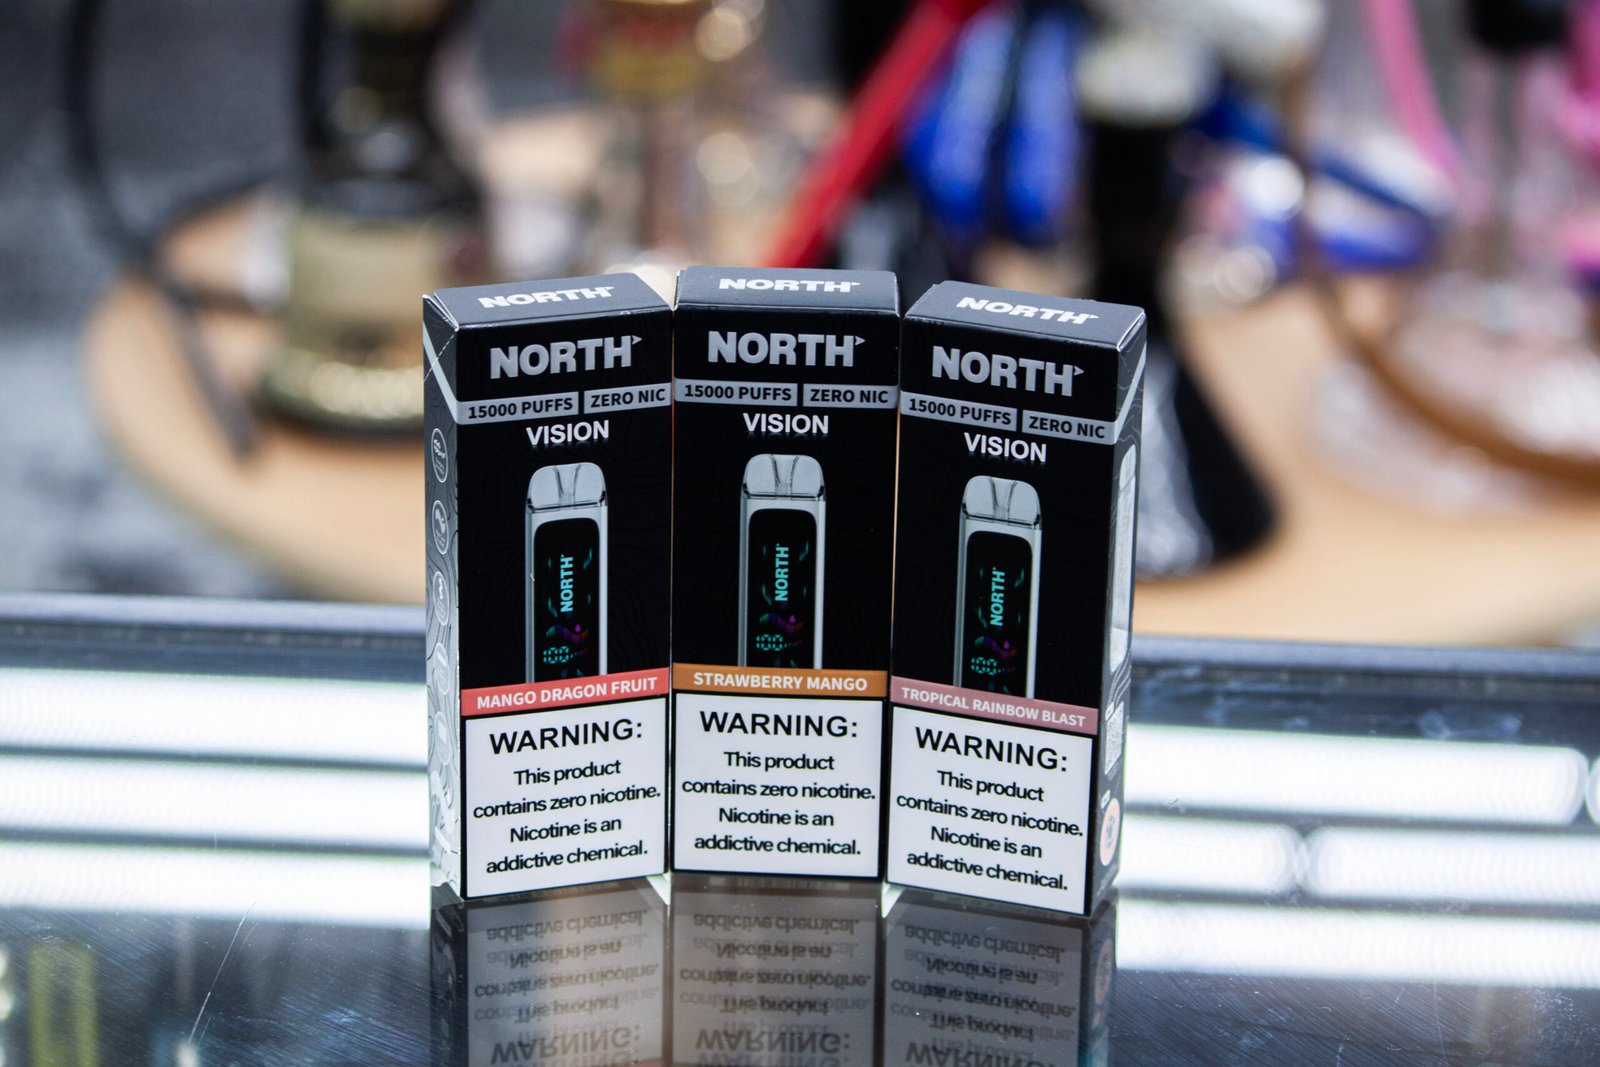 NORTH
NORTH
15000 PUFFS ZERO NIC
VISION
NORTH
100
MANGO DRAGON FRUIT
WARNING:
This product
contains zero nicotine.
Nicotine is an
addictive chemical.
NORTH
NORTH
15000 PUFFS ZERO NIC
VISION
NORTH
100
STRAWBERRY MANGO
WARNING:
This product
contains zero nicotine.
Nicotine is an
addictive chemical.
NORTH
NORTH
15000 PUFFS ZERO NIC
VISION
NORTH
100
TROPICAL RAINBOW BLAST
WARNING:
This product
contains zero nicotine.
Nicotine is an
addictive chemical.